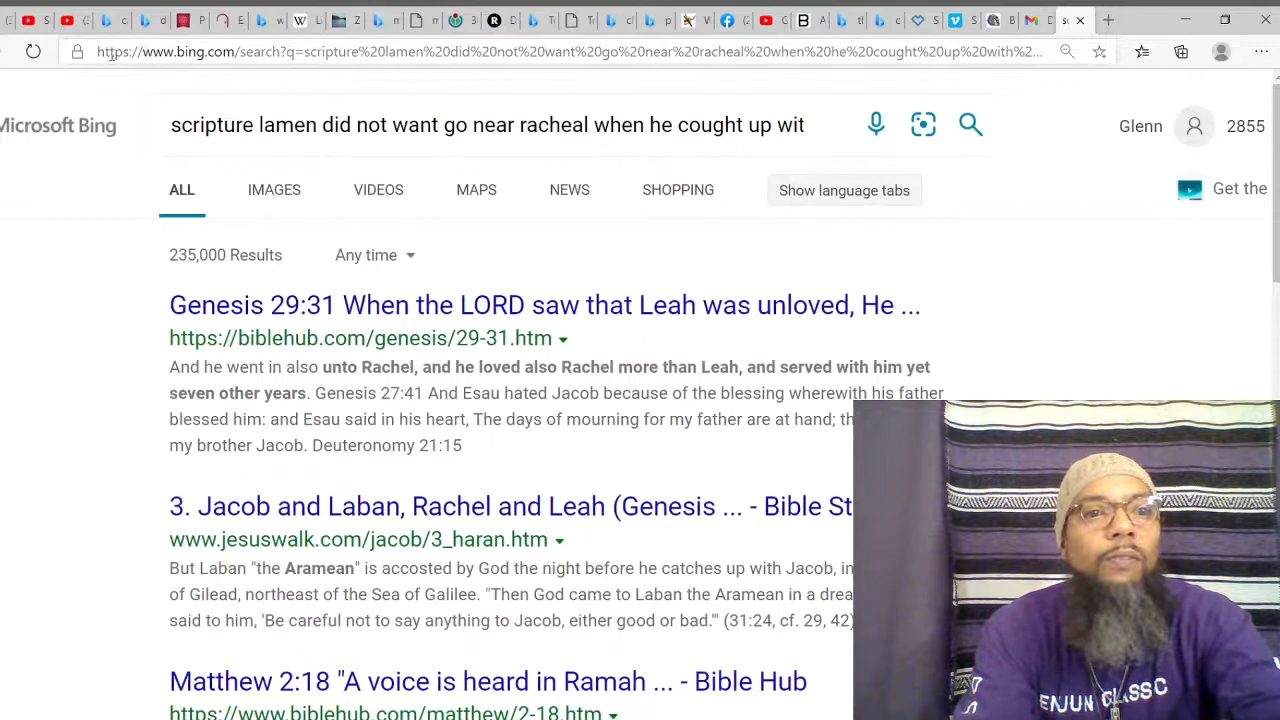 https://www.bing.com/search?q=scripture%20lamen%20did%20not%20want%20go%20near%20racheal%20when%20he%20cought%20up%20with%2...
Microsoft Bing
scripture lamen did not want go near racheal when he cought up wit
Glenn
2855
ALL IMAGES VIDEOS MAPS NEWS SHOPPING Show language tabs
Get the
235,000 Results Any time
Genesis 29:31 When the LORD saw that Leah was unloved, He ...
https://biblehub.com/genesis/29-31.htm
And he went in also unto Rachel, and he loved also Rachel more than Leah, and served with him yet
seven other years. Genesis 27:41 And Esau hated Jacob because of the blessing wherewith his father
blessed him: and Esau said in his heart, The days of mourning for my father are at hand; th
my brother Jacob. Deuteronomy 21:15
3. Jacob and Laban, Rachel and Leah (Genesis ... - Bible St
www.jesuswalk.com/jacob/3_haran.htm
But Laban "the Aramean" is accosted by God the night before he catches up with Jacob, in
of Gilead, northeast of the Sea of Galilee. "Then God came to Laban the Aramean in a drea
said to him, 'Be careful not to say anything to Jacob, either good or bad.'" (31:24, cf. 29, 42)
Matthew 2:18 "A voice is heard in Ramah ... - Bible Hub
https://www.biblehub.com/matthew/2-18.htm
ENJUN CLASSC